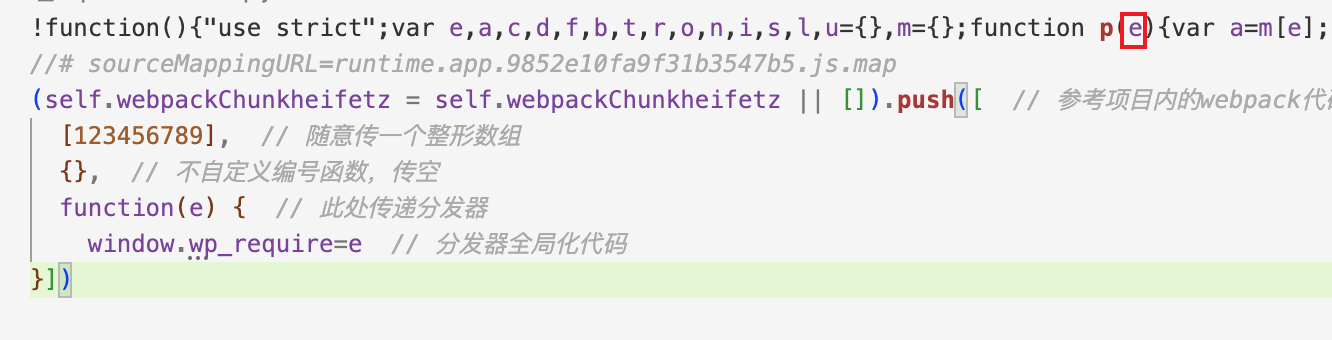 !function(){"use strict";var e,a,c,d,f,b,t,r,o,n,i,s,l,u={},m={};function p(e){var a=m[e];
//# sourceMappingURL=runtime.app.9852e10fa9f31b3547b5.js.map
(self.webpackChunkheifetz = self.webpackChunkheifetz || []).push([  // 参考项目内的webpack代
[123456789],  // 随意传一个整形数组
{},  // 不自定义编号函数，传空
function(e) {  // 此处传递分发器
window.wp_require=e  // 分发器全局化代码
}])